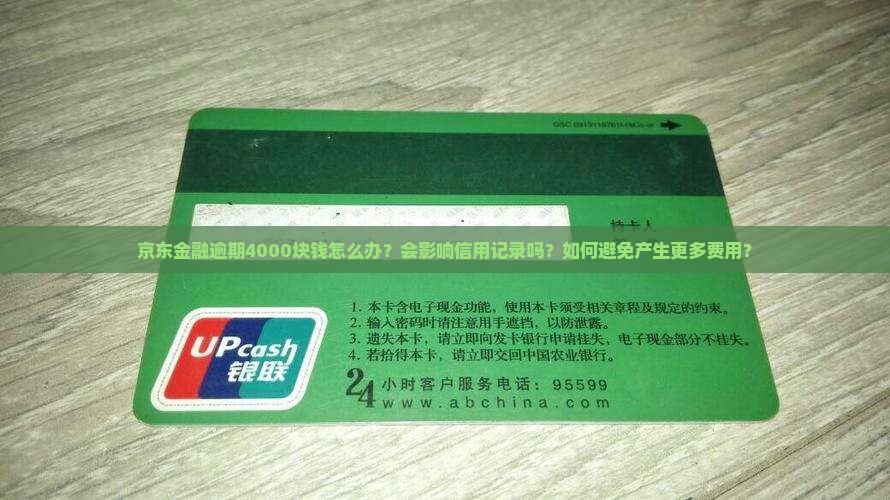 持卡人
京东金融逾期4000块钱怎么办？会影响信用记录吗？如何避免产生更多费用？
1. 本卡含电子现金功能，使用本卡须受相关章程及规定的约束。
2. 输入密码时请注意用手遮挡，以防泄露。
3. 遗失本卡，请立即向发卡银行申请挂失，电子现金部分不挂失。
4. 若拾得本卡，请立即交回中国农业银行。
UPcash
银联
24小时客户服务电话：95599
www.abchina.com